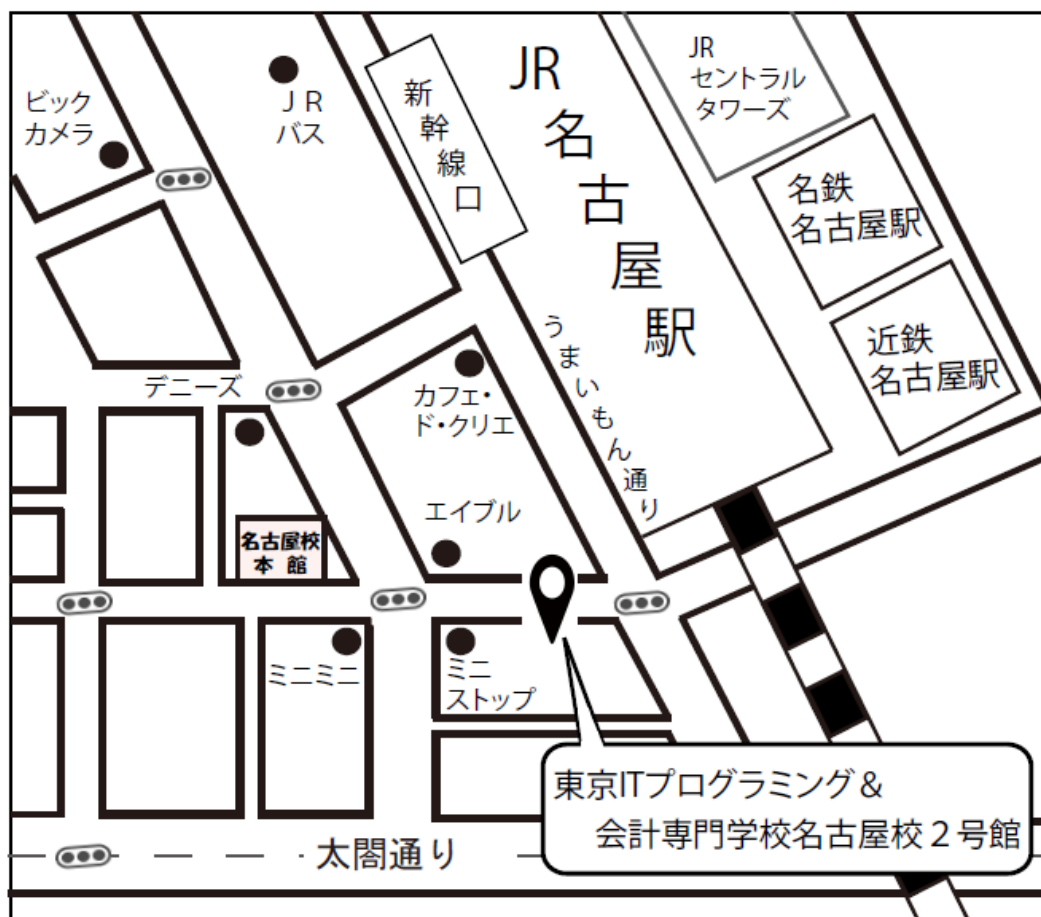 ビック
カメラ
JR
バス
新幹線口
JR名古屋駅
JR
セントラル
タワーズ
名鉄
名古屋駅
近鉄
名古屋駅
うまいもん通り
デニーズ
カフェ・
ド・クリエ
エイブル
名古屋校
本館
ミニミニ
ミニ
ストップ
東京ITプログラミング&
会計専門学校名古屋校2号館
太閤通り